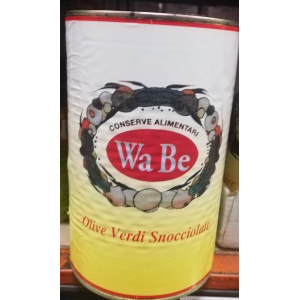 CONSERVE ALIMENTARI
Wa Be
Olive Verdi Snocciolate